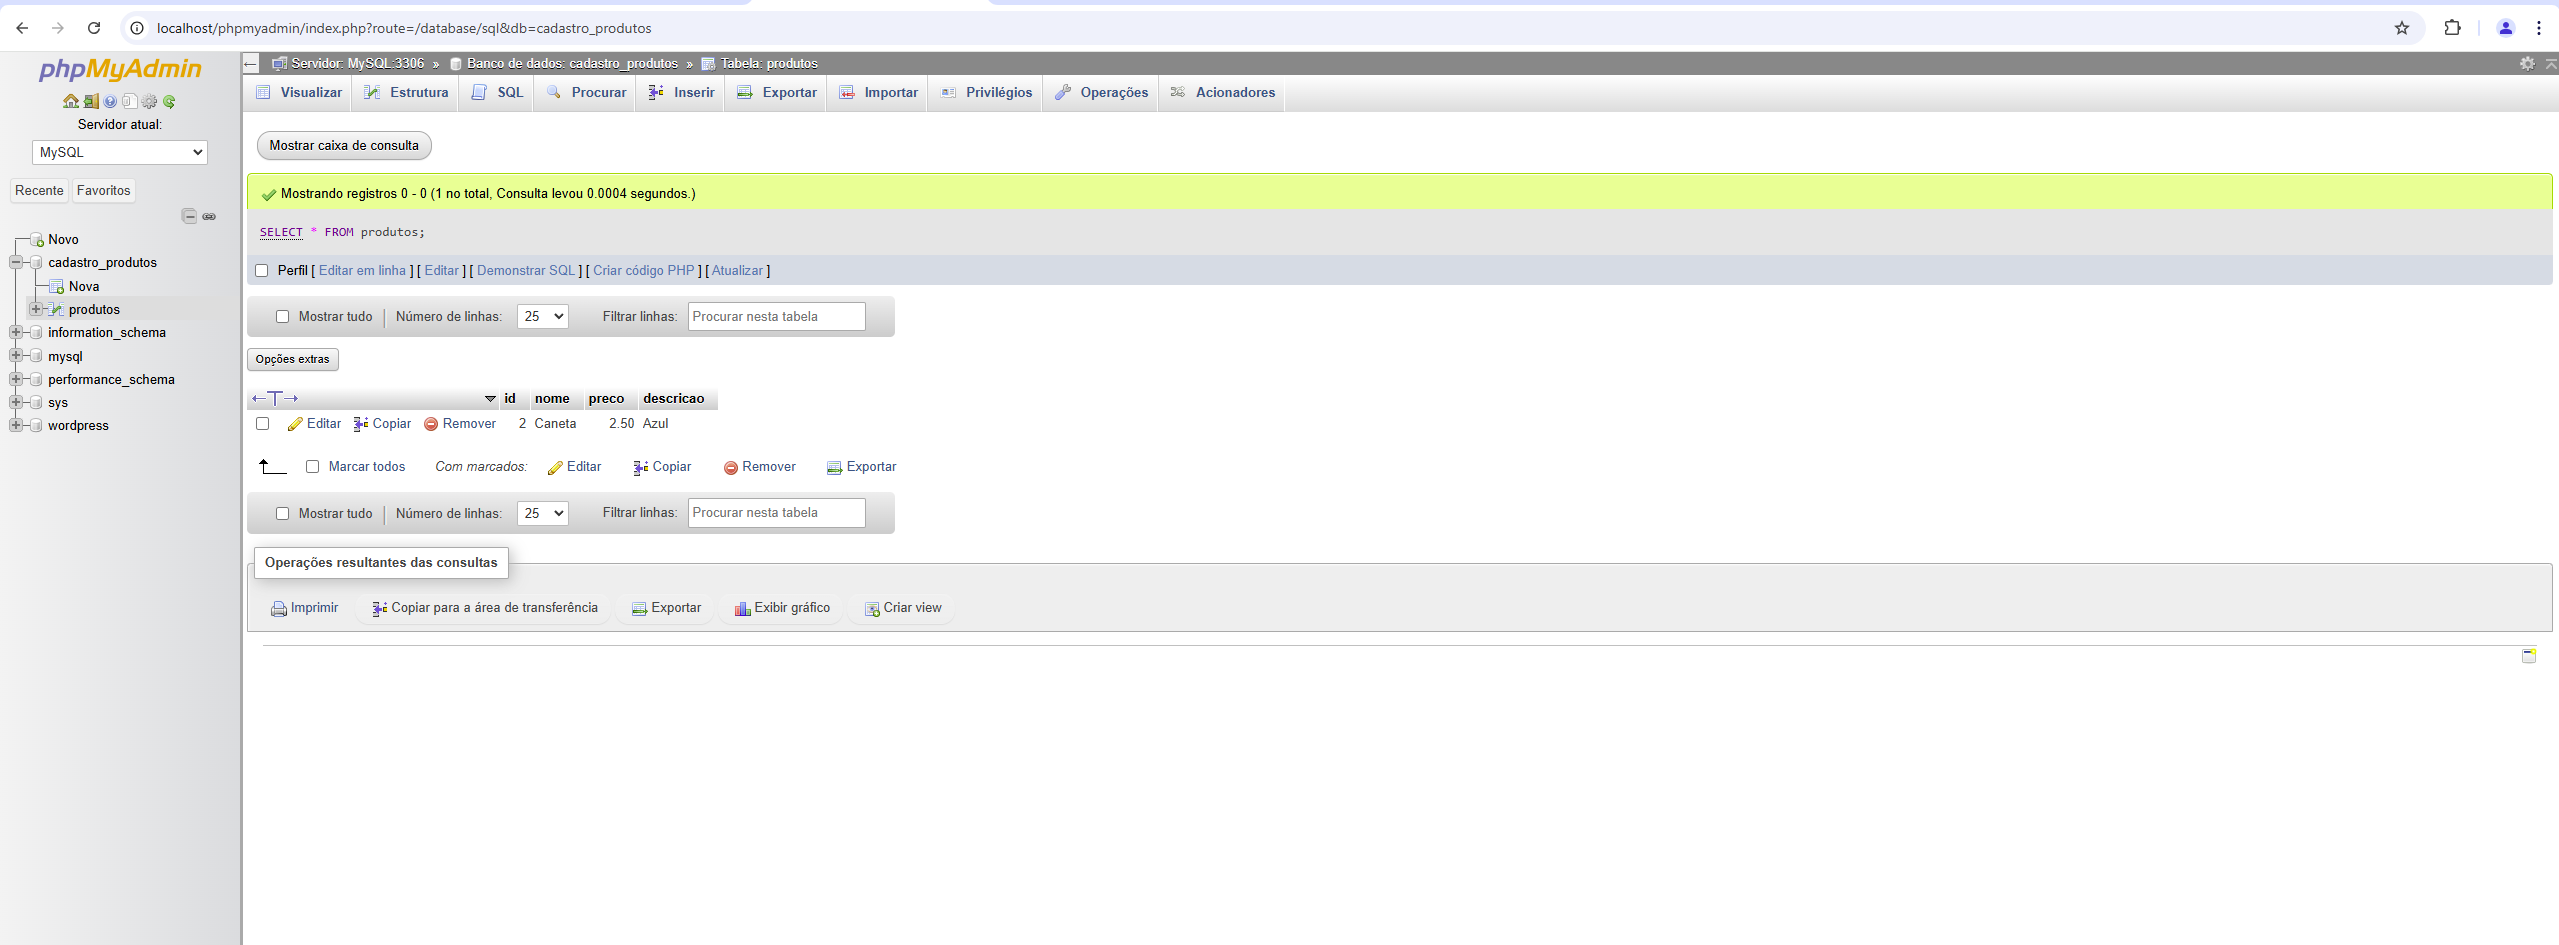 localhost/phpmyadmin/index.php?route=/database/sql&db=cadastro_produtos
phpMyAdmin
Servidor atual:
MySQL
Recente Favoritos
Novo
cadastro_produtos
Nova
produtos
information_schema
mysql
performance_schema
sys
wordpress
Servidor: MySQL:3306 » Banco de dados: cadastro_produtos » Tabela: produtos
Visualizar Estrutura SQL Procurar Inserir Exportar Importar Privilégios Operações Acionadores
Mostrar caixa de consulta
Mostrando registros 0 - 0 (1 no total, Consulta levou 0.0004 segundos.)
SELECT * FROM produtos;
Perfil [ Editar em linha ] [ Editar ] [ Demonstrar SQL ] [ Criar código PHP ] [ Atualizar ]
Mostrar tudo Número de linhas: 25 Filtrar linhas: Procurar nesta tabela
Opções extras
id nome preco descricao
Editar Copiar Remover 2 Caneta 2.50 Azul
Marcar todos Com marcados: Editar Copiar Remover Exportar
Mostrar tudo Número de linhas: 25 Filtrar linhas: Procurar nesta tabela
Operações resultantes das consultas
Imprimir Copiar para a área de transferência Exportar Exibir gráfico Criar view